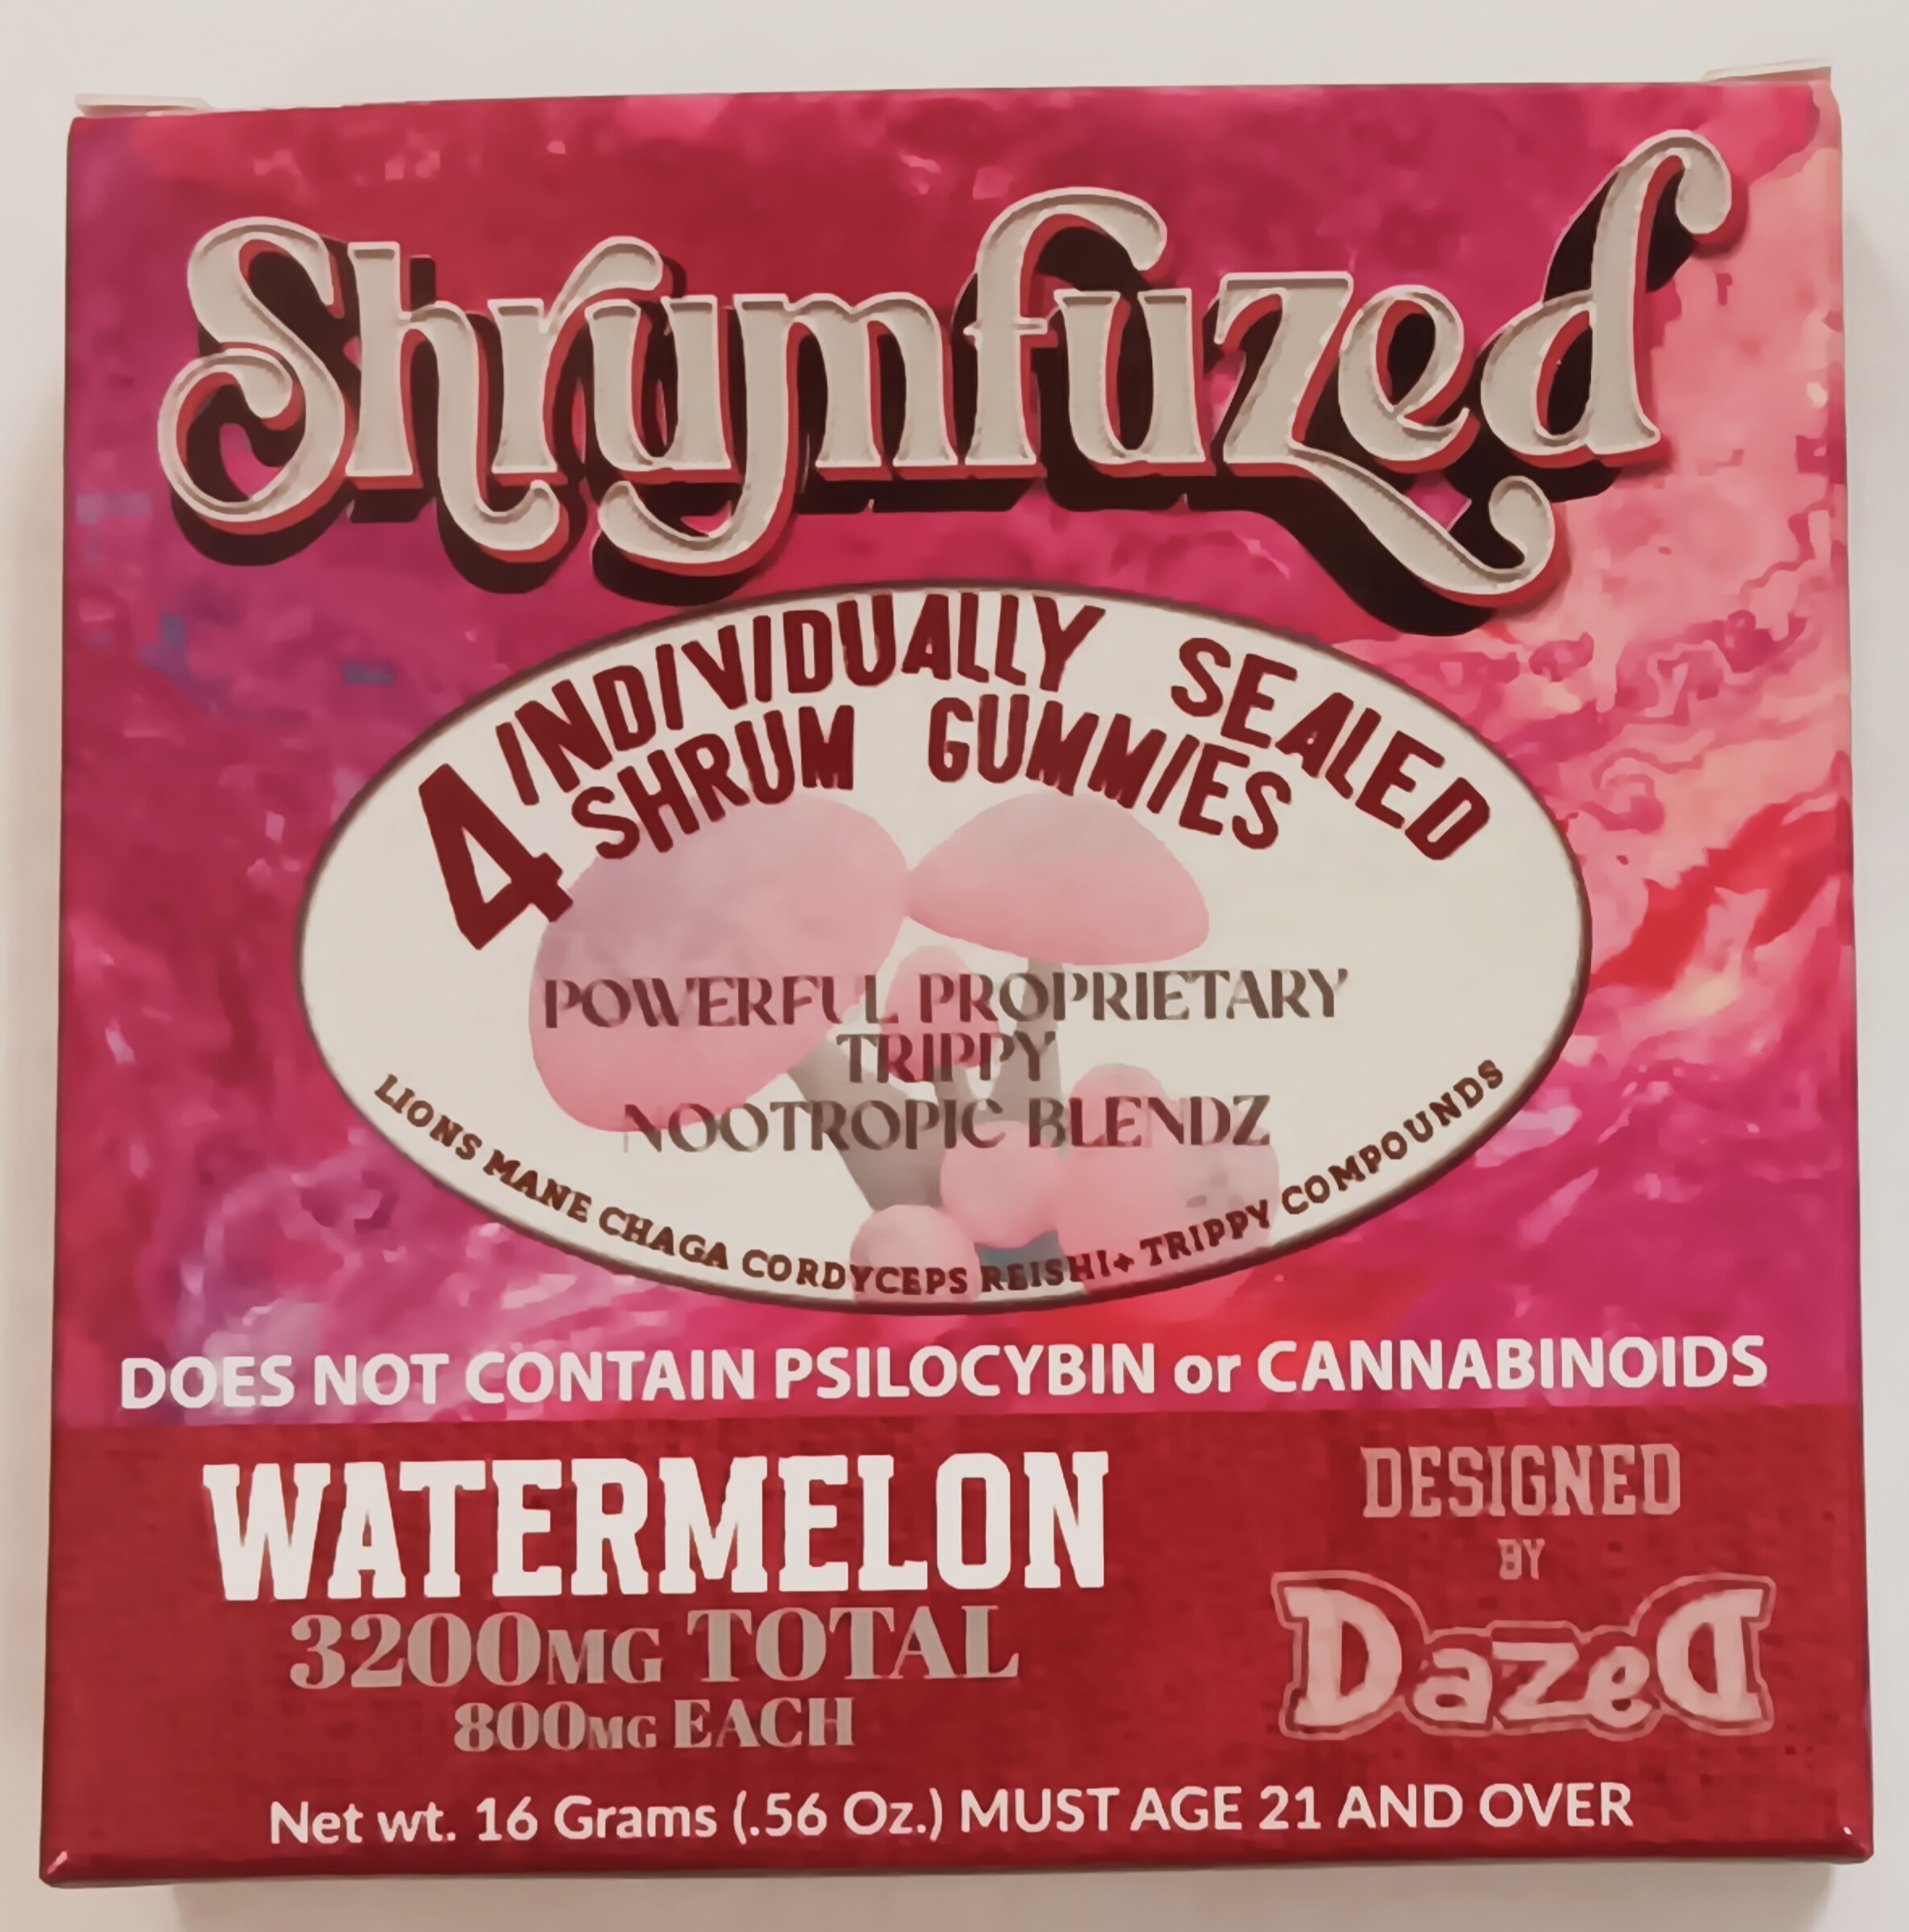 Shrumfuzed
4 INDIVIDUALLY SEALED
SHRUM GUMMIES
POWERFUL PROPRIETARY
TRIPPY
NOOTROPIC BLENDZ
LIONS MANE CHAGA CORDYCEPS REISHI+ TRIPPY COMPOUNDS
DOES NOT CONTAIN PSILOCYBIN or CANNABINOIDS
WATERMELON
3200MG TOTAL
800MG EACH
DESIGNED
BY
DazeD
Net wt. 16 Grams (.56 Oz.) MUST AGE 21 AND OVER